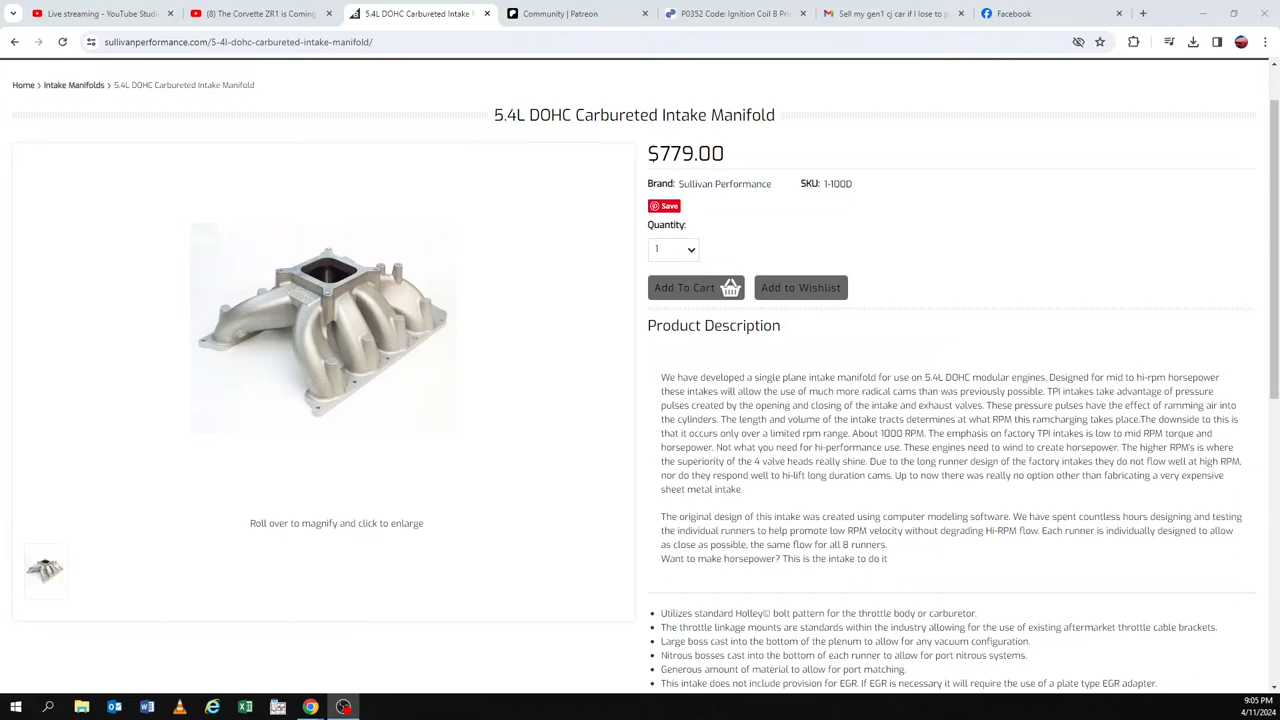 Live streaming - YouTube Studi
(8) The Corvette ZR1 is Coming
5.4L DOHC Carbureted Intake M
Community | Patreon
P0352 Code: Ignition Coil B Pri
Sell my gen1 cj car if I lose to p
Facebook
sullivanperformance.com/5-4l-dohc-carbureted-intake-manifold/
Home > Intake Manifolds > 5.4L DOHC Carbureted Intake Manifold
5.4L DOHC Carbureted Intake Manifold
$779.00
Brand: Sullivan Performance SKU: 1-100D
Save
Quantity:
1
Add To Cart Add to Wishlist
Product Description
We have developed a single plane intake manifold for use on 5.4L DOHC modular engines. Designed for mid to hi-rpm horsepower
these intakes will allow the use of much more radical cams than was previously possible. TPI intakes take advantage of pressure
pulses created by the opening and closing of the intake and exhaust valves. These pressure pulses have the effect of ramming air into
the cylinders. The length and volume of the intake tracts determines at what RPM this ramcharging takes place.The downside to this is
that it occurs only over a limited rpm range. About 1000 RPM. The emphasis on factory TPI intakes is low to mid RPM torque and
horsepower. Not what you need for hi-performance use. These engines need to wind to create horsepower. The higher RPM's is where
the superiority of the 4 valve heads really shine. Due to the long runner design of the factory intakes they do not flow well at high RPM,
nor do they respond well to hi-lift long duration cams. Up to now there was really no option other than fabricating a very expensive
sheet metal intake.
The original design of this intake was created using computer modeling software. We have spent countless hours designing and testing
the individual runners to help promote low RPM velocity without degrading Hi-RPM flow. Each runner is individually designed to allow
as close as possible, the same flow for all 8 runners.
Want to make horsepower? This is the intake to do it
Roll over to magnify and click to enlarge
• Utilizes standard Holley© bolt pattern for the throttle body or carburetor.
• The throttle linkage mounts are standards within the industry allowing for the use of existing aftermarket throttle cable brackets.
• Large boss cast into the bottom of the plenum to allow for any vacuum configuration.
• Nitrous bosses cast into the bottom of each runner to allow for port nitrous systems.
• Generous amount of material to allow for port matching.
• This intake does not include provision for EGR. If EGR is necessary it will require the use of a plate type EGR adapter.
9:05 PM
4/11/2024